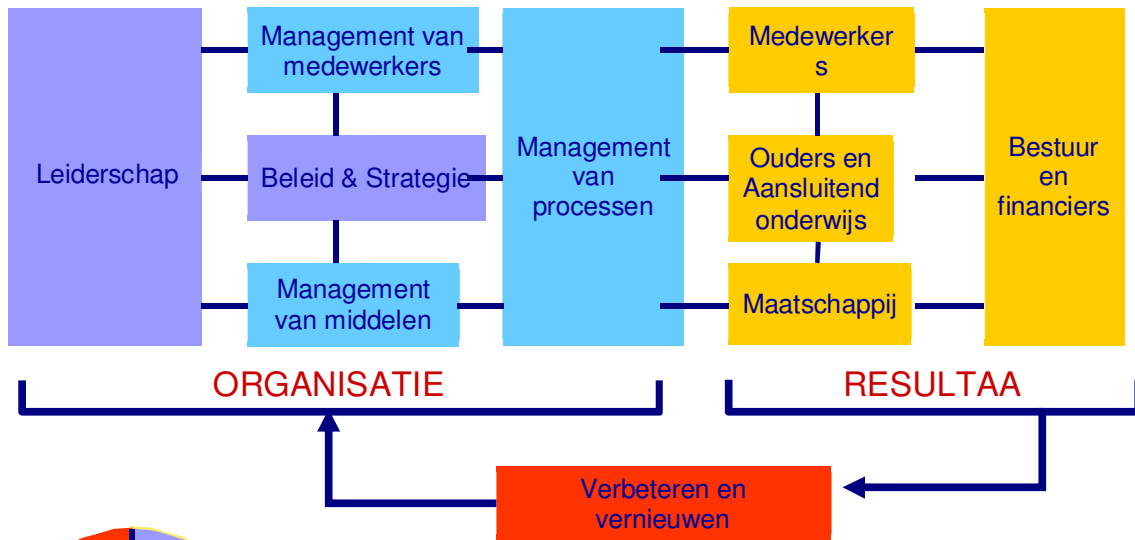 Leiderschap
Management van
medewerkers
Beleid & Strategie
Management
van middelen
Management
van
processen
Medewerker
s
Ouders en
Aansluitend
onderwijs
Maatschappij
Bestuur
en
financiers
ORGANISATIE
RESULTAA
Verbeteren en
vernieuwen